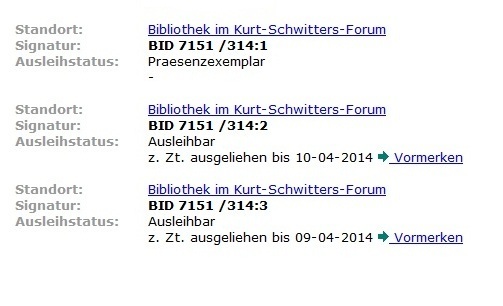 Standort: Bibliothek im Kurt-Schwitters-Forum
Signatur: BID 7151 /314:1
Ausleihstatus: Praesenzexemplar
-
Standort: Bibliothek im Kurt-Schwitters-Forum
Signatur: BID 7151 /314:2
Ausleihstatus: Ausleihbar
z. Zt. ausgeliehen bis 10-04-2014 Vormerken
Standort: Bibliothek im Kurt-Schwitters-Forum
Signatur: BID 7151 /314:3
Ausleihstatus: Ausleihbar
z. Zt. ausgeliehen bis 09-04-2014 Vormerken